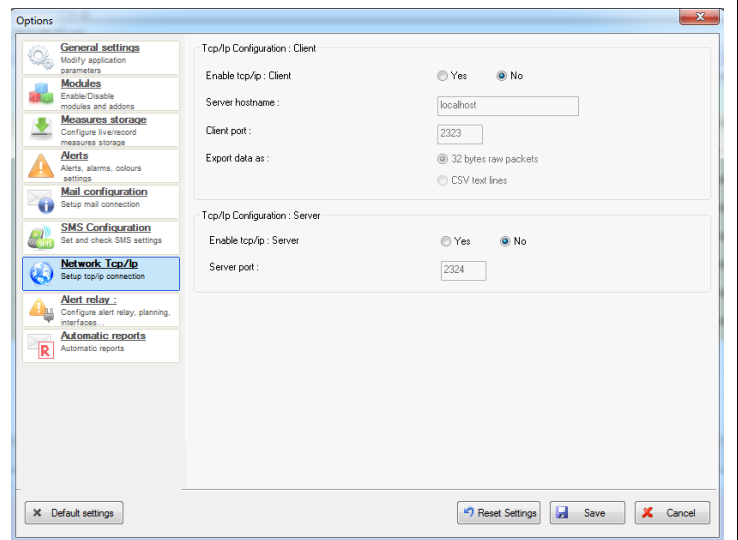 Options
General settings
Modify application
parameters
Modules
Enable/Disable
modules and addons
Measures storage
Configure live/record
measures storage
Alerts
Alerts, alarms, colours
settings
Mail configuration
Setup mail connection
SMS Configuration
Set and check SMS settings
Network Tcp/Ip
Setup tcp/ip connection
Alert relay :
Configure alert relay, planning,
interfaces...
Automatic reports
Automatic reports
Tcp/Ip Configuration : Client
Enable tcp/ip : Client Yes No
Server hostname : localhost
Client port : 2323
Export data as : 32 bytes raw packets
CSV text lines
Tcp/Ip Configuration : Server
Enable tcp/ip : Server Yes No
Server port : 2324
Default settings Reset Settings Save Cancel